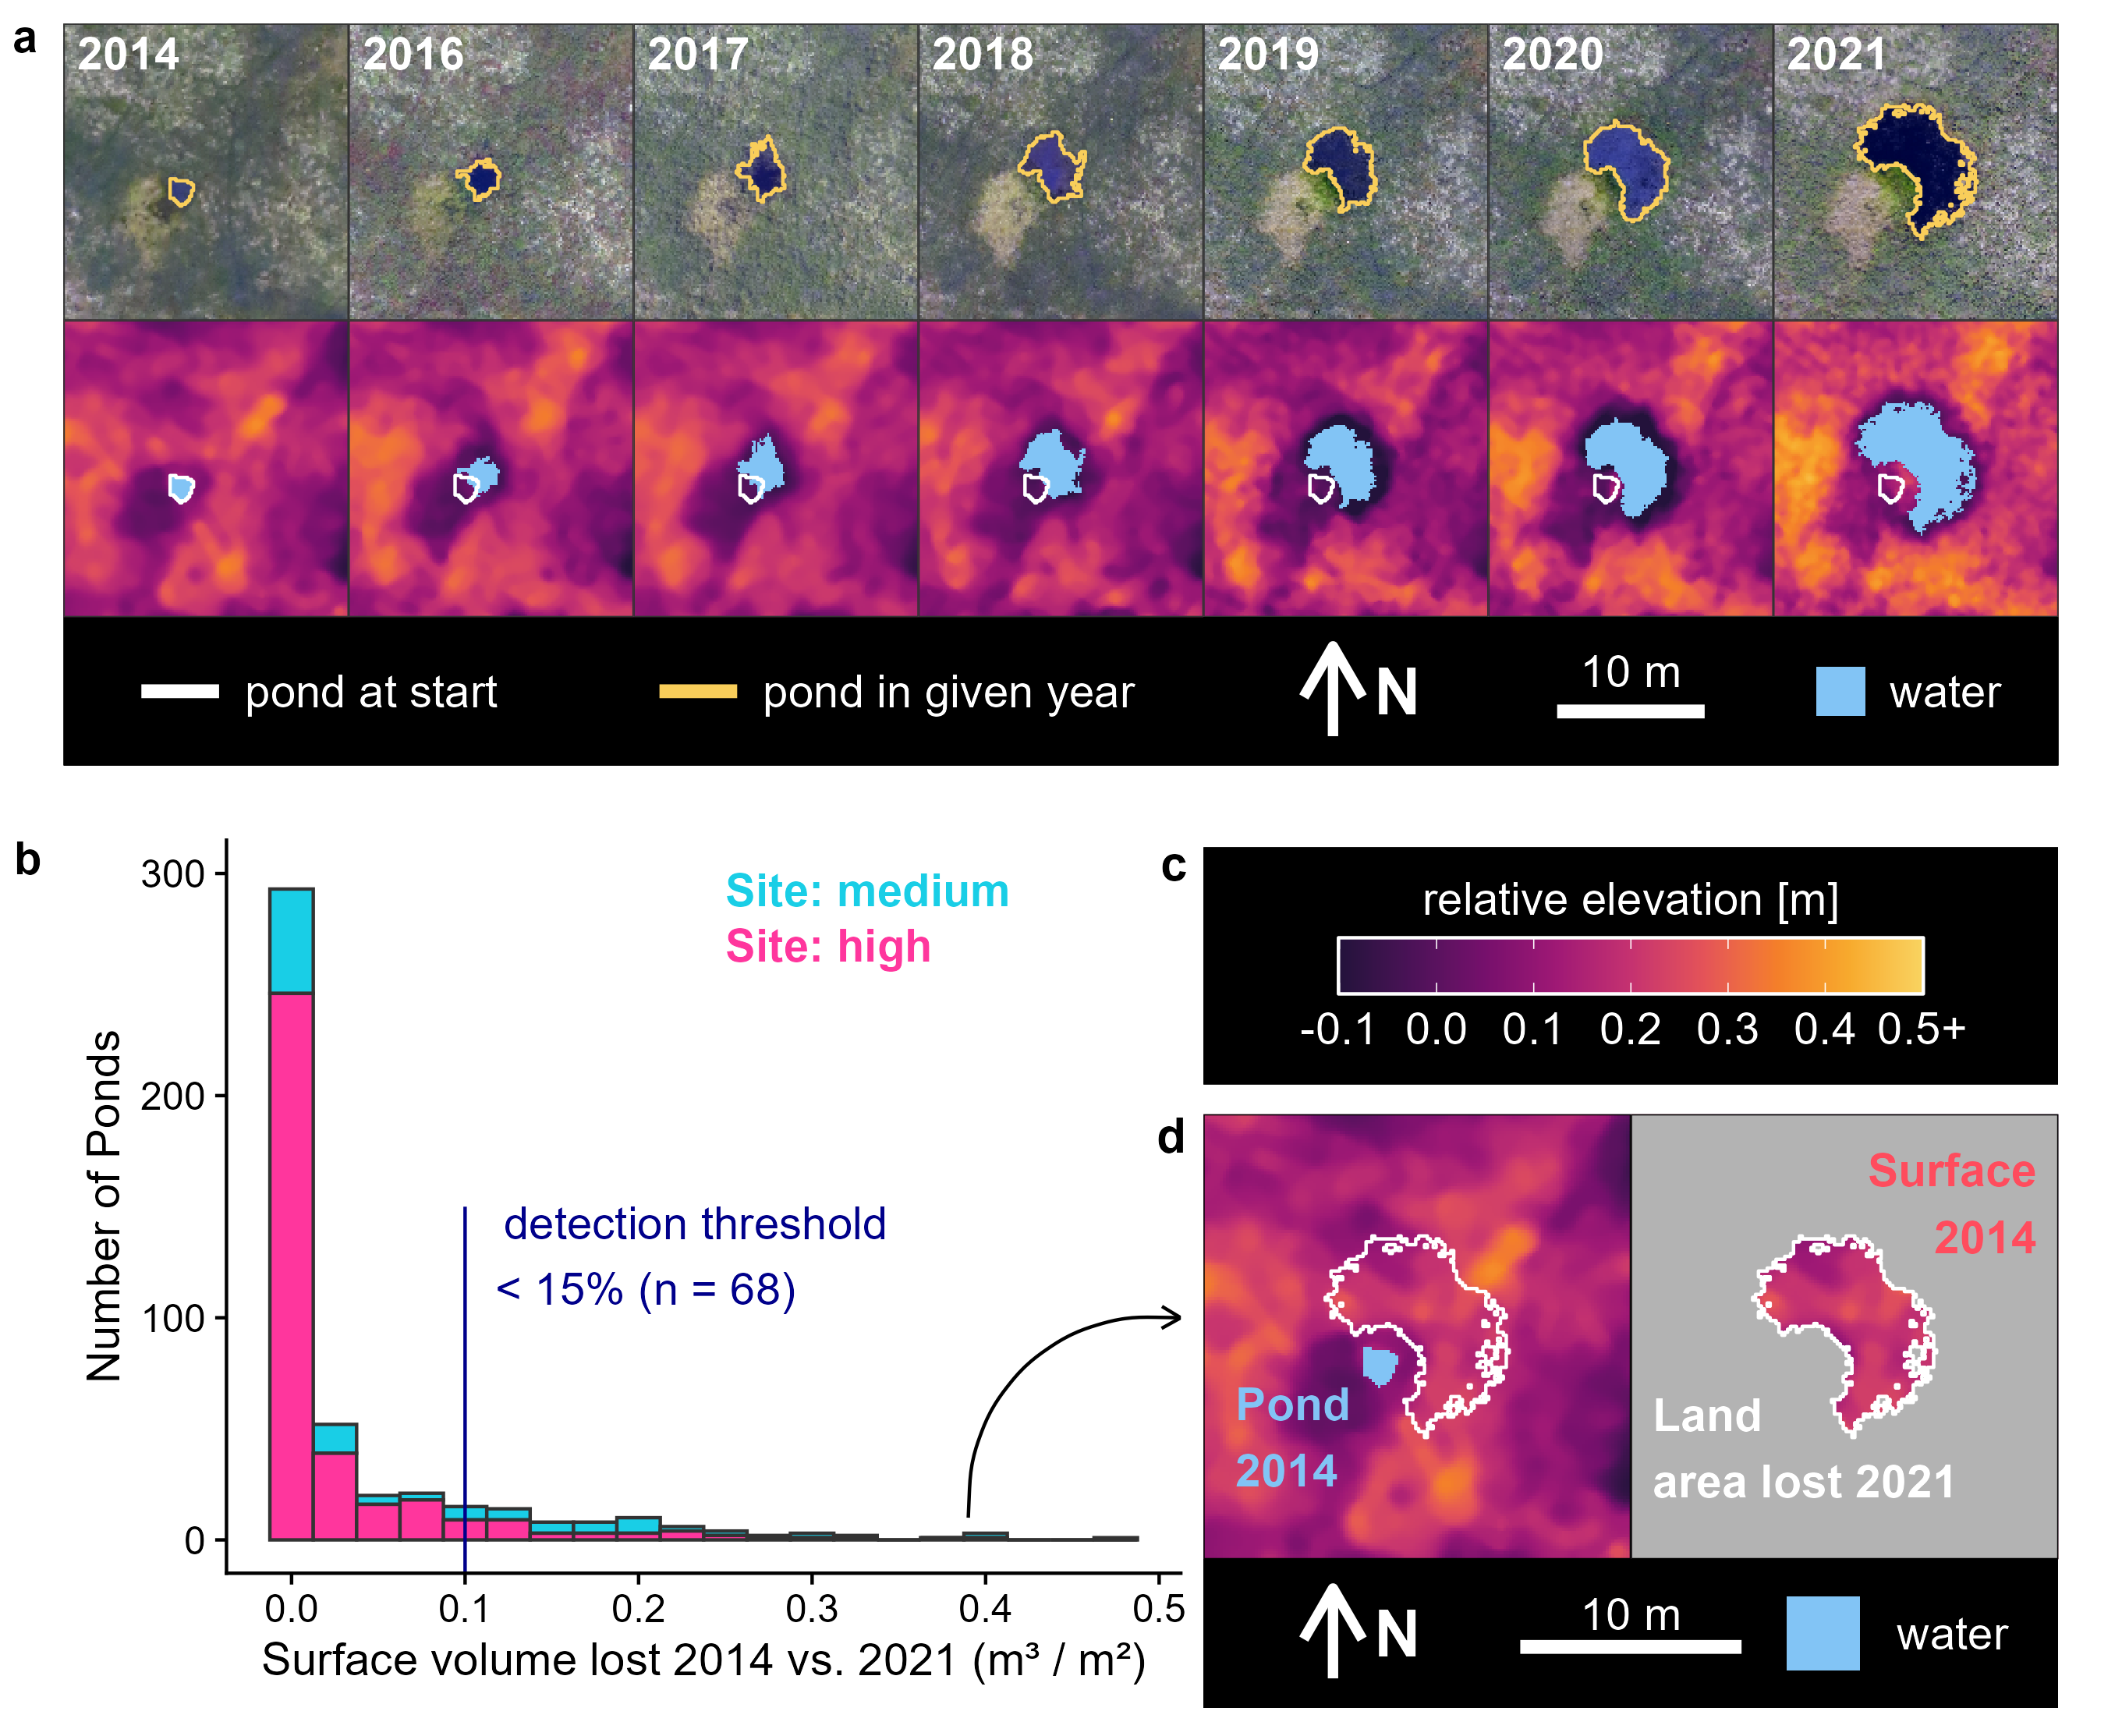 a
2014
2016
2017
2018
2019
2020
2021
pond at start
pond in given year
N
10 m
water
b
300
200
100
0
Number of Ponds
Site: medium
Site: high
detection threshold
< 15% (n = 68)
0.0
0.1
0.2
0.3
0.4
0.5
Surface volume lost 2014 vs. 2021 (m³ / m²)
c
relative elevation [m]
-0.1
0.0
0.1
0.2
0.3
0.4
0.5+
d
Pond
2014
Surface
2014
Land
area lost 2021
N
10 m
water